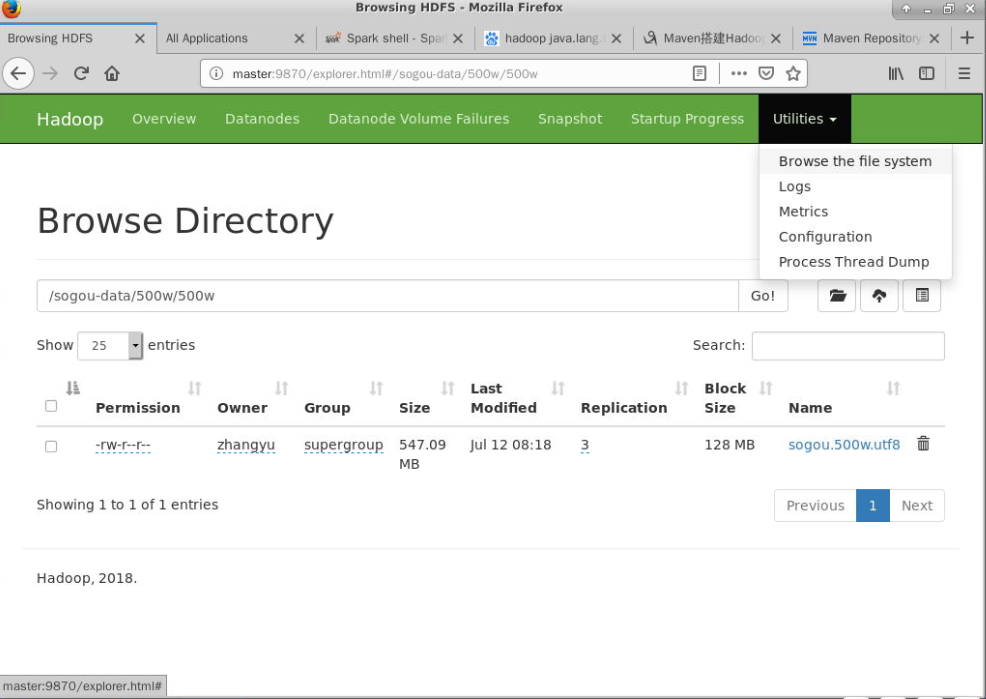 Browsing HDFS - Mozilla Firefox
Browsing HDFS
All Applications
Spark shell - Spar
hadoop java.lang.
Maven搭建Hadoo
Maven Repository
master:9870/explorer.html#/sogou-data/500w/500w
Hadoop Overview Datanodes Datanode Volume Failures Snapshot Startup Progress Utilities
Browse the file system
Logs
Metrics
Configuration
Process Thread Dump
Browse Directory
/sogou-data/500w/500w Go!
Show 25 entries Search:
Permission Owner Group Size Last Modified Replication Block Size Name
-rw-r--r-- zhangyu supergroup 547.09 MB Jul 12 08:18 3 128 MB sogou.500w.utf8
Showing 1 to 1 of 1 entries Previous 1 Next
Hadoop, 2018.
master:9870/explorer.html#